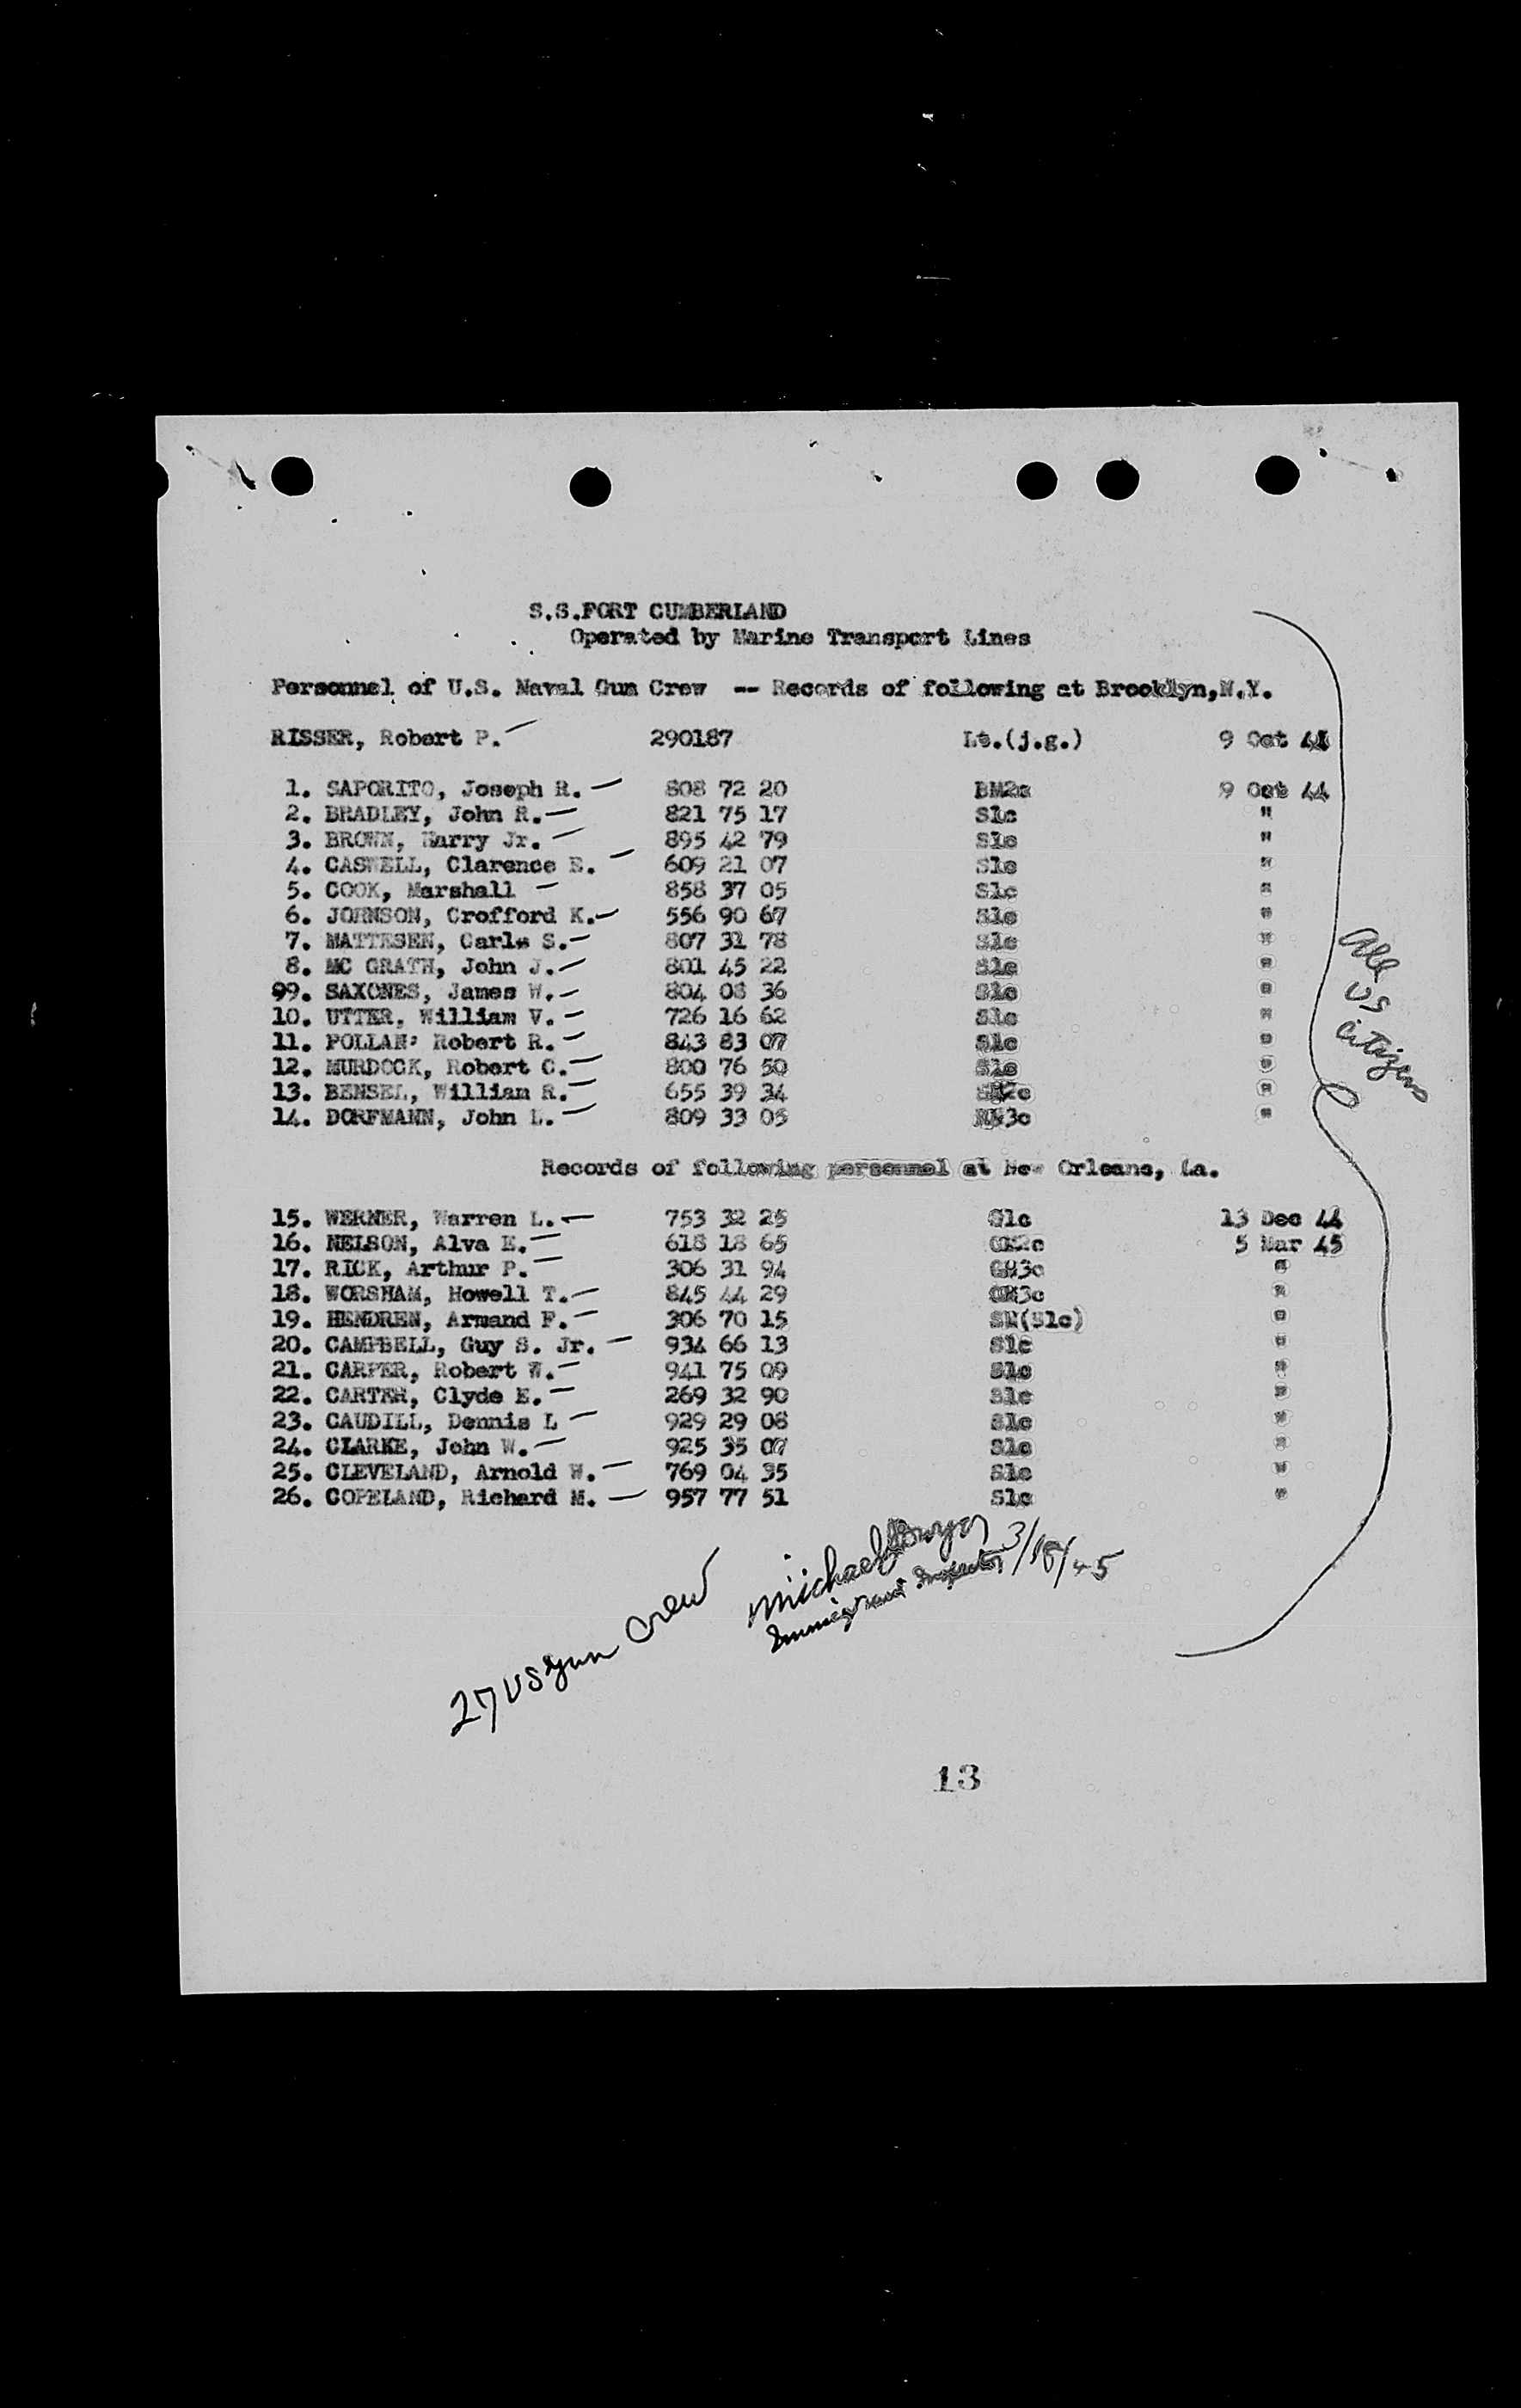 S.S.FORT CUMBERLAND
Operated by Marine Transport Lines
Personnel of U.S. Naval Gun Crew -- Records of following at Brooklyn,N.Y.
RISSER, Robert P. 290187 Lt.(j.g.) 9 Oct 44
1. SAPORITO, Joseph R. 808 72 20 BM2c 9 Oct 44
2. BRADLEY, John R. 821 75 17 S1c "
3. BROWN, Harry Jr. 895 42 79 S1c "
4. CASWELL, Clarence E. 609 21 07 S1c "
5. COOK, Marshall 858 37 05 S1c "
6. JOHNSON, Crofford K. 556 90 67 S1c "
7. MATTESEN, Carle S. 807 31 78 S1c "
8. MC GRATH, John J. 801 45 22 S1c "
99. SAXONES, James W. 804 08 36 S1c "
10. UTTER, William V. 726 16 62 S1c "
11. POLLAN, Robert R. 843 83 07 S1c "
12. MURDOCK, Robert C. 800 76 50 S1c "
13. BENSEL, William R. 655 39 34 "
14. DORFMANN, John L. 809 33 05 "
All
US
Citizens
Records of following personnel at New Orleans, La.
15. WERNER, Warren L. 753 32 25 S1c 13 Dec 44
16. NELSON, Alva E. 618 18 65 GM2c 5 Mar 45
17. RICK, Arthur P. 306 31 94 GM3c "
18. WORSHAM, Howell T. 845 44 29 GM3c "
19. HENDREN, Armand F. 306 70 15 SM(S1c) "
20. CAMPBELL, Guy S. Jr. 934 66 13 S1c "
21. CARPER, Robert W. 941 75 09 S1c "
22. CARTER, Clyde E. 269 32 90 S1c "
23. CAUDILL, Dennis L 929 29 08 S1c "
24. CLARKE, John W. 925 35 07 S1c "
25. CLEVELAND, Arnold W. 769 04 35 S1c "
26. COPELAND, Richard M. 957 77 51 S1c "
Michael 3/18/45
Immigrant Inspector
27 US gun crew
13